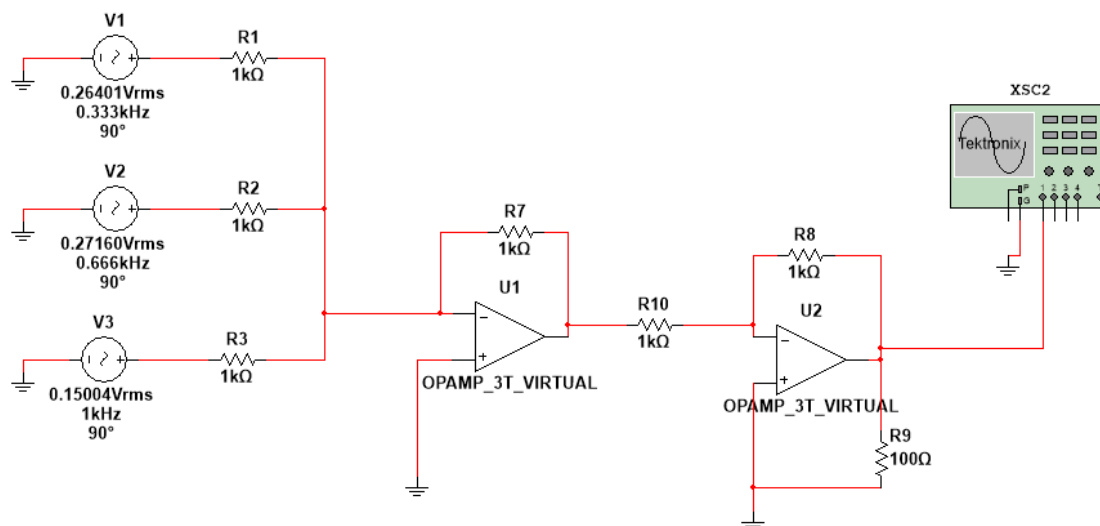 V1
R1
1kΩ
0.26401Vrms
0.333kHz
90°
V2
R2
1kΩ
0.27160Vrms
0.666kHz
90°
V3
R3
1kΩ
0.15004Vrms
1kHz
90°
R7
1kΩ
U1
OPAMP_3T_VIRTUAL
R10
1kΩ
R8
1kΩ
U2
OPAMP_3T_VIRTUAL
R9
100Ω
XSC2
Tektronix
P
G
1 2 3 4